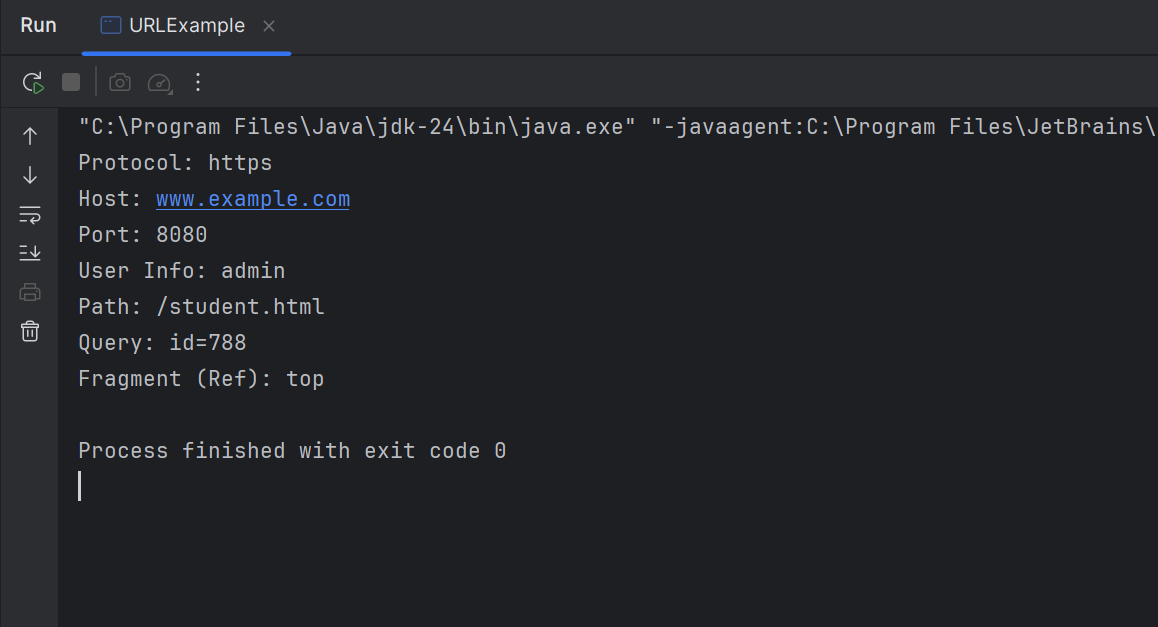 Run URLExample
"C:\Program Files\Java\jdk-24\bin\java.exe" "-javaagent:C:\Program Files\JetBrains\
Protocol: https
Host: www.example.com
Port: 8080
User Info: admin
Path: /student.html
Query: id=788
Fragment (Ref): top
Process finished with exit code 0